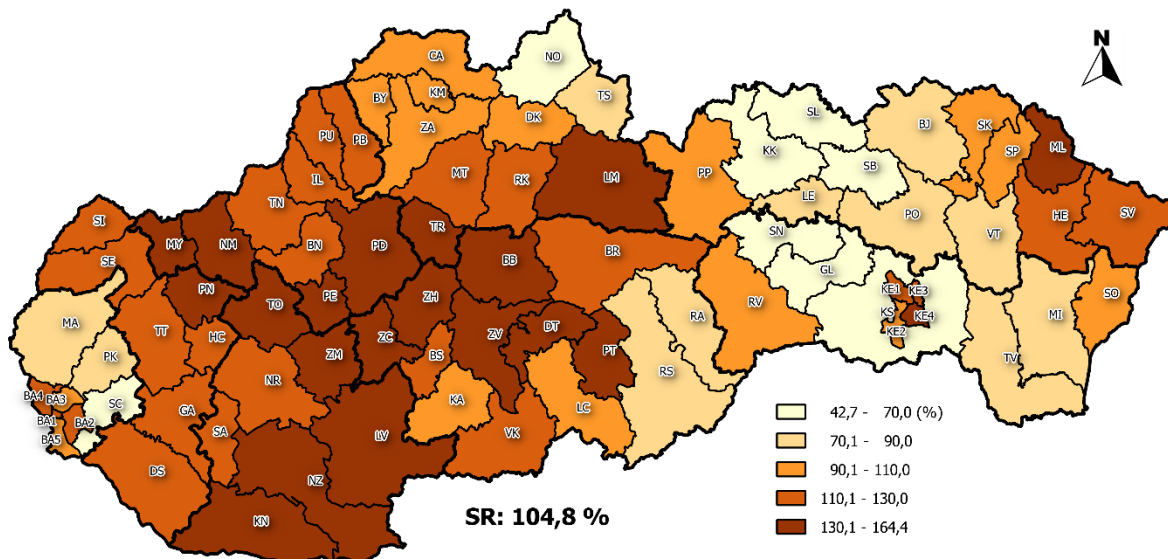 N
CA
NO
BY
KM
TS
DK
ZA
PU
PB
SL
BJ
SK
SP
ML
KK
SB
MT
RK
LM
PP
IL
TN
LE
PO
HE
SV
SI
MY
NM
BN
PD
TR
SN
VT
SE
BR
BB
GL
PN
TO
PE
ZH
RV
KE1
KE3
SO
MA
TT
HC
ZC
ZV
DT
RA
KS
KE4
MI
PK
ZM
BS
PT
KE2
TV
NR
RS
BA4
BA3
SC
GA
KA
LC
BA1
BA2
SA
LV
VK
BA5
DS
NZ
KN
42,7 - 70,0 (%)
70,1 - 90,0
90,1 - 110,0
110,1 - 130,0
130,1 - 164,4
SR: 104,8 %